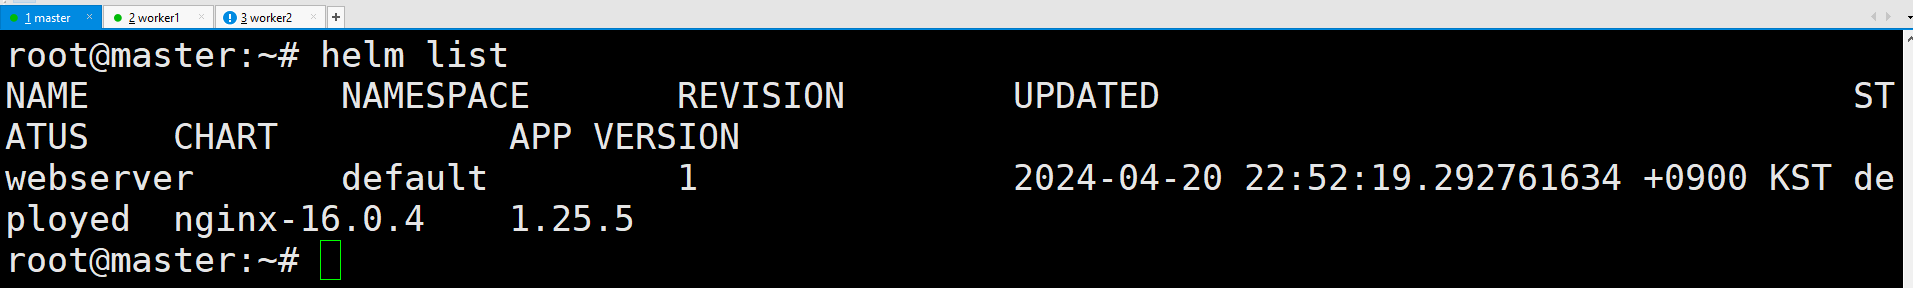 1 master × 2 worker1 × 3 worker2 × +
root@master:~# helm list
NAME            NAMESPACE       REVISION        UPDATED                                 ST
ATUS    CHART           APP VERSION
webserver       default         1               2024-04-20 22:52:19.292761634 +0900 KST de
ployed  nginx-16.0.4    1.25.5
root@master:~#